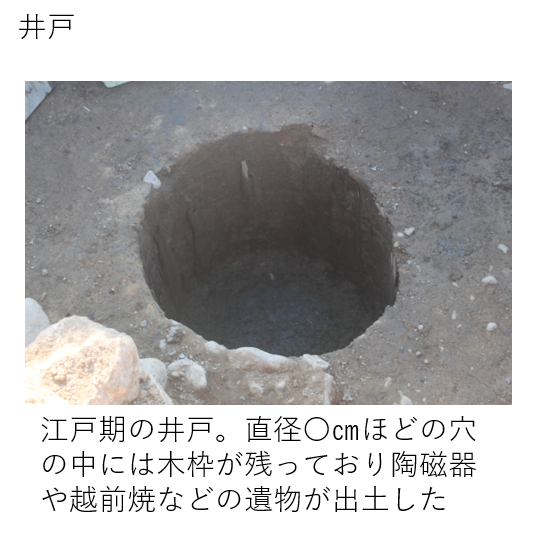 井戸
江戸期の井戸。直径〇㎝ほどの穴
の中には木枠が残っており陶磁器
や越前焼などの遺物が出土した